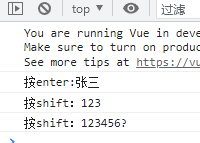 top
过滤
You are running Vue in deve
Make sure to turn on produc
See more tips at https://vu
按enter:张三
按shift：123
按shift：123456?